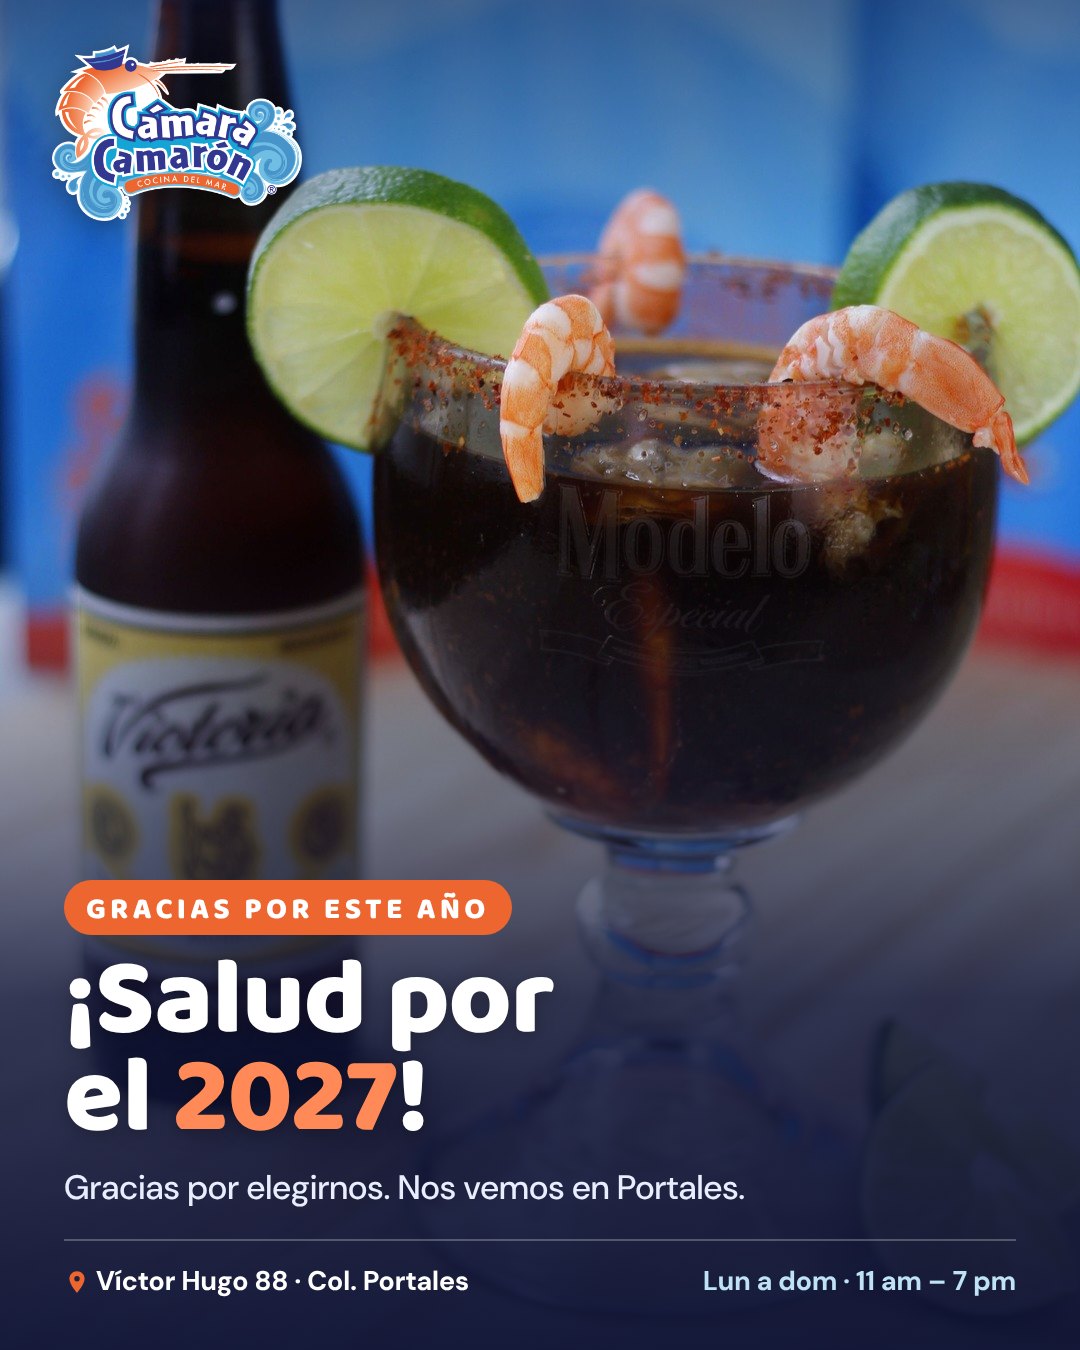 Cámara
Camarón
COCINA DEL MAR
®
Modelo
Especial
Victoria
GRACIAS POR ESTE AÑO
¡Salud por
el 2027!
Gracias por elegirnos. Nos vemos en Portales.
Víctor Hugo 88 · Col. Portales
Lun a dom · 11 am – 7 pm